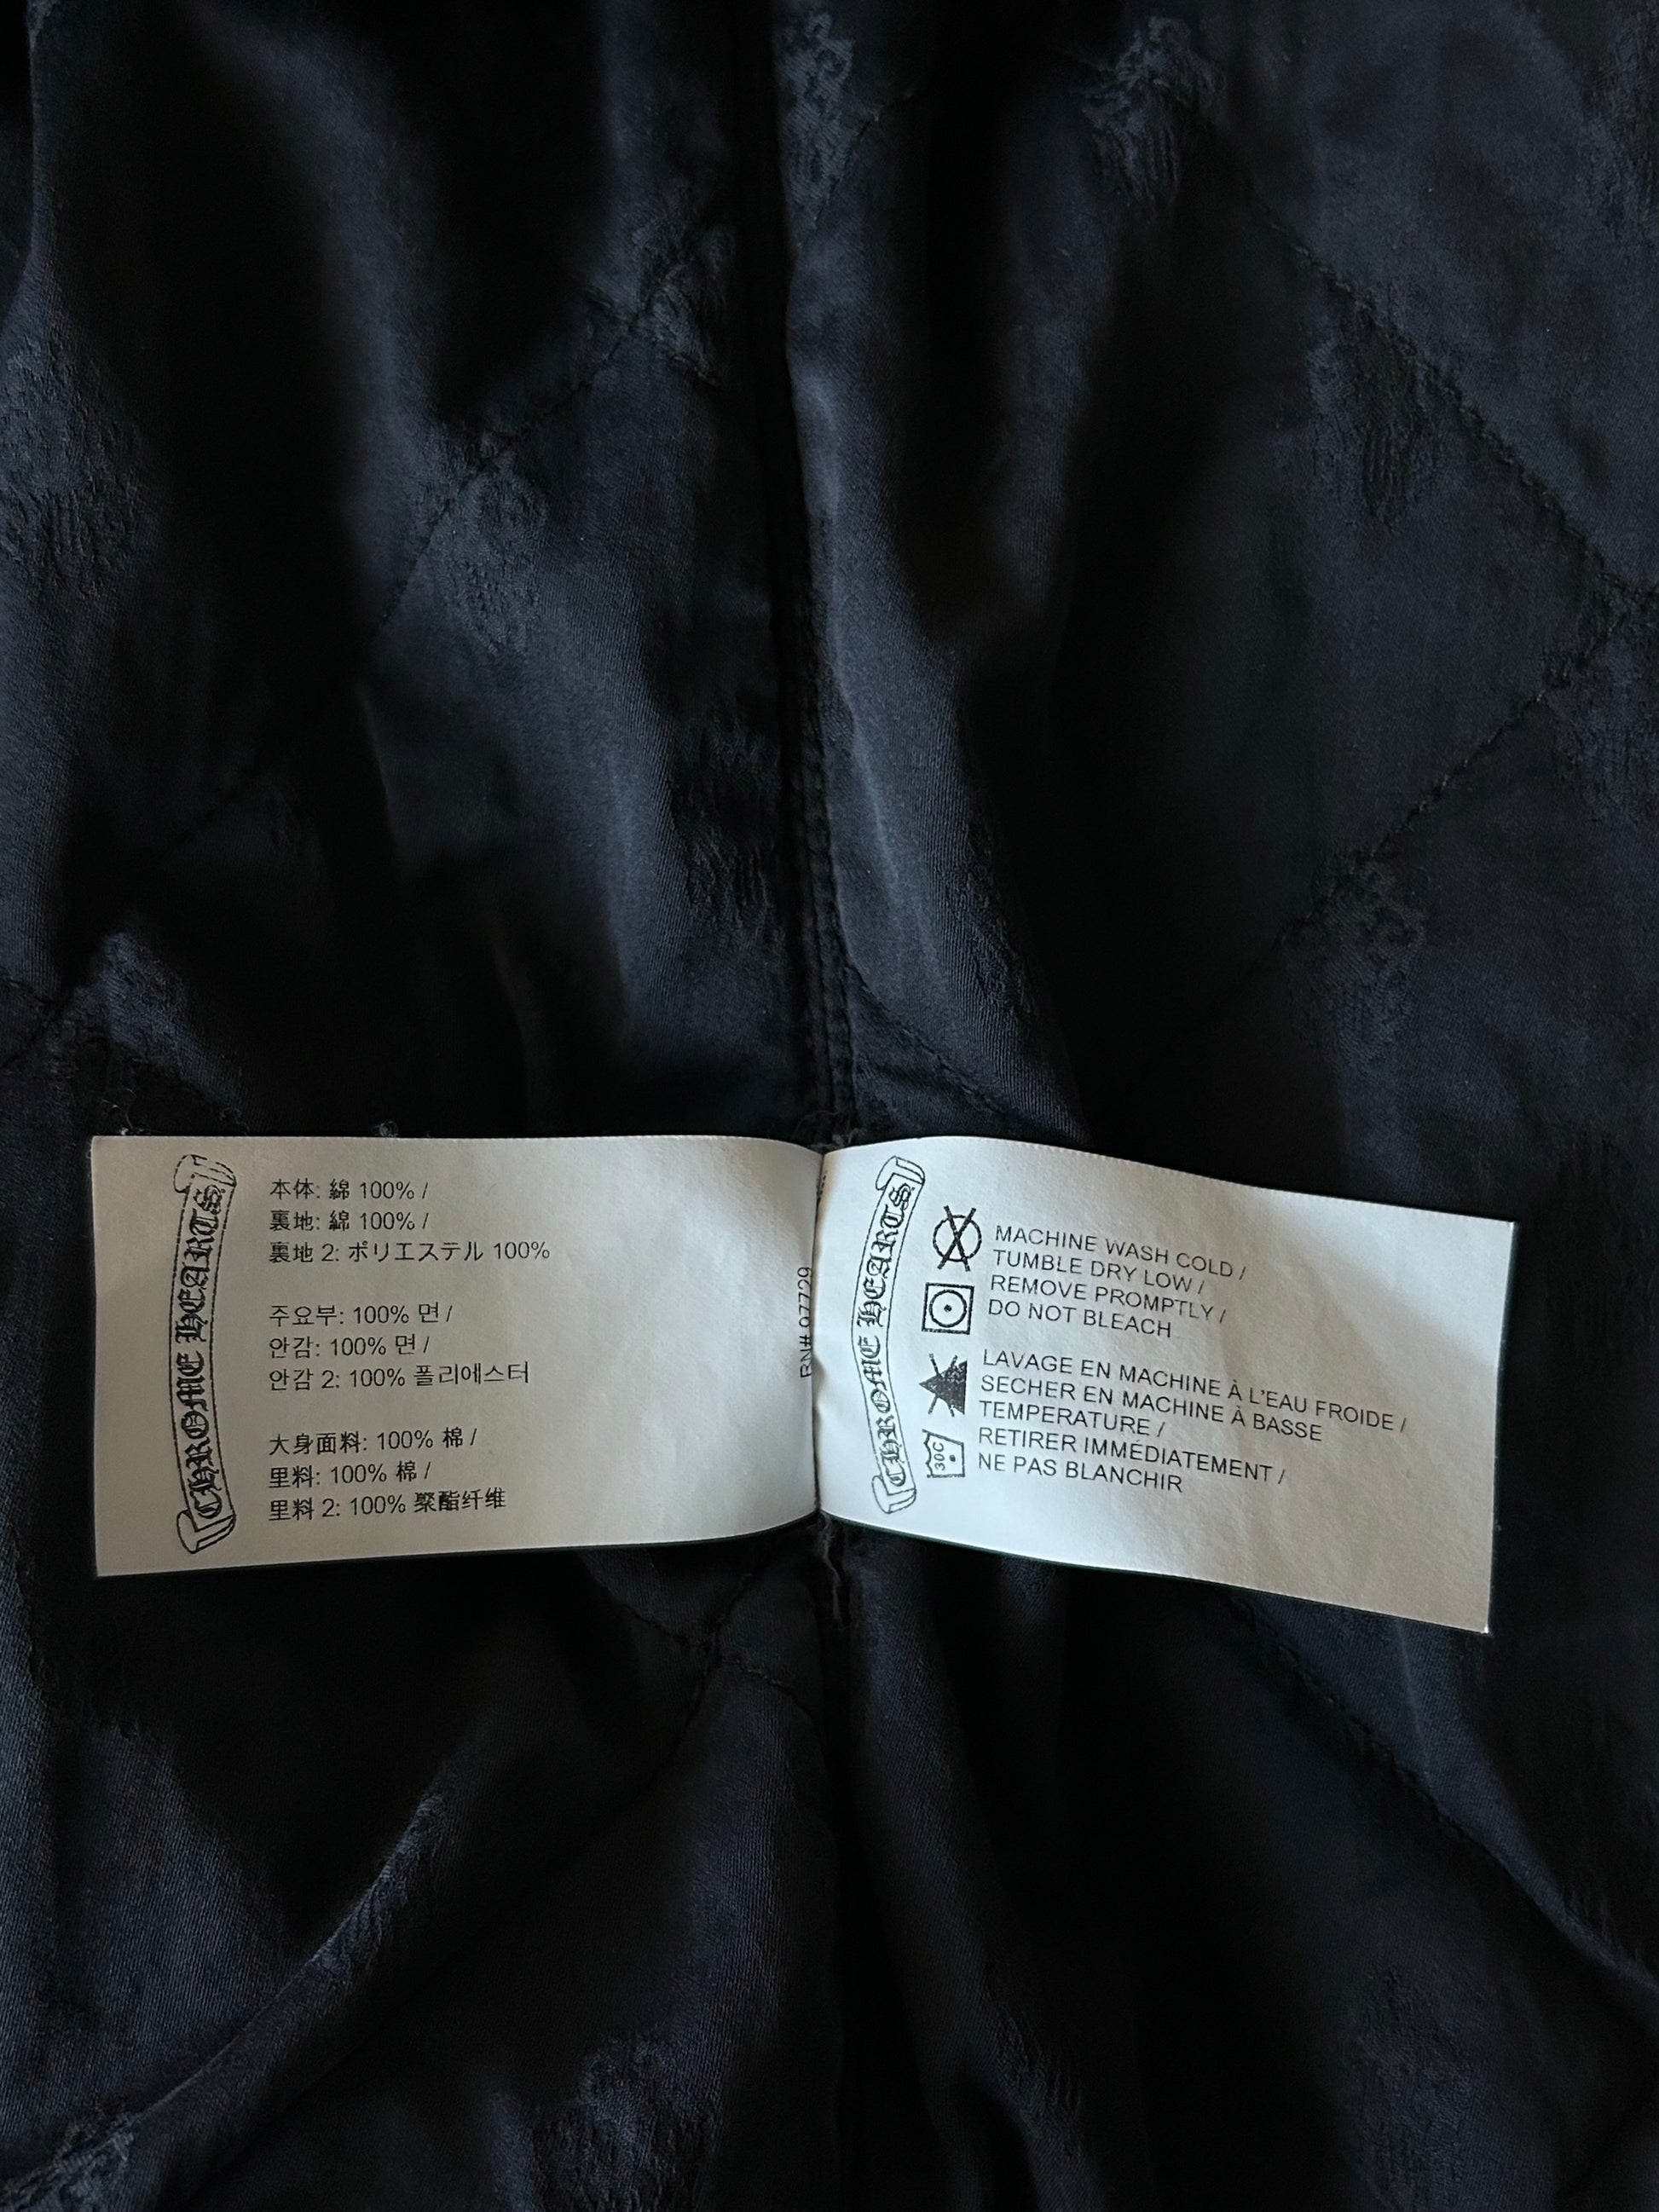 CHROME HEARTS
本体: 綿 100% /
裏地: 綿 100% /
裏地 2: ポリエステル 100%
주요부: 100% 면 /
안감: 100% 면 /
안감 2: 100% 폴리에스터
大身面料: 100% 棉 /
里料: 100% 棉 /
里料 2: 100% 聚酯纤维
RN# 97729
CHROME HEARTS
MACHINE WASH COLD /
TUMBLE DRY LOW /
REMOVE PROMPTLY /
DO NOT BLEACH
LAVAGE EN MACHINE À L'EAU FROIDE /
SECHER EN MACHINE À BASSE
TEMPERATURE /
RETIRER IMMÉDIATEMENT /
NE PAS BLANCHIR
30C